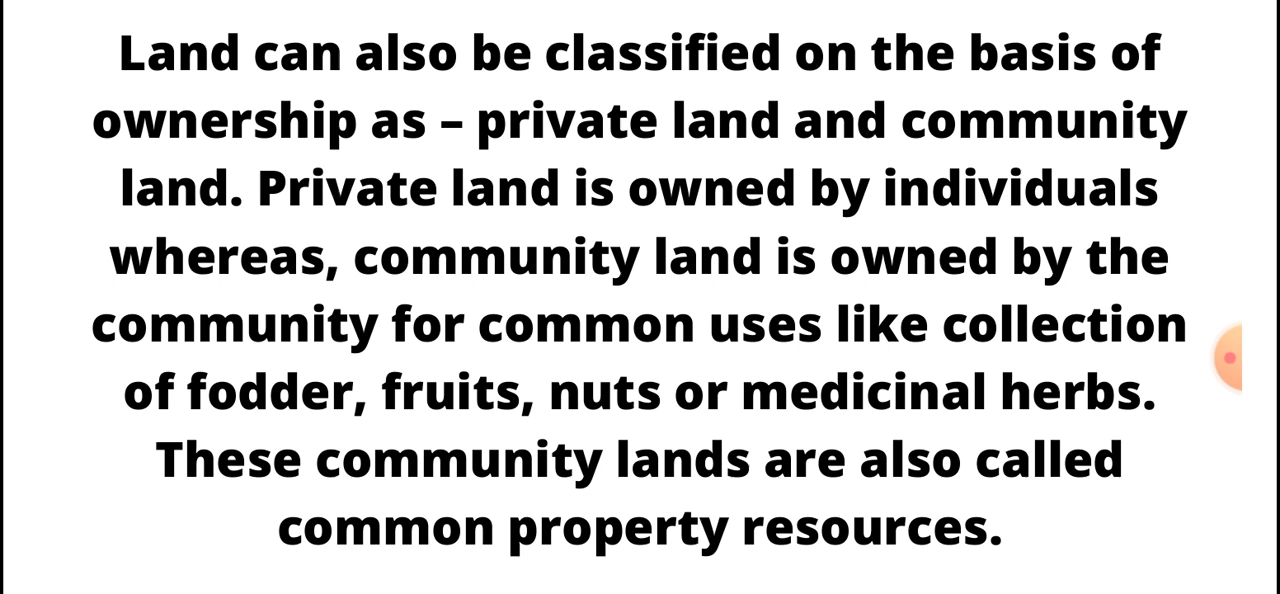 Land can also be classified on the basis of
ownership as – private land and community
land. Private land is owned by individuals
whereas, community land is owned by the
community for common uses like collection
of fodder, fruits, nuts or medicinal herbs.
These community lands are also called
common property resources.